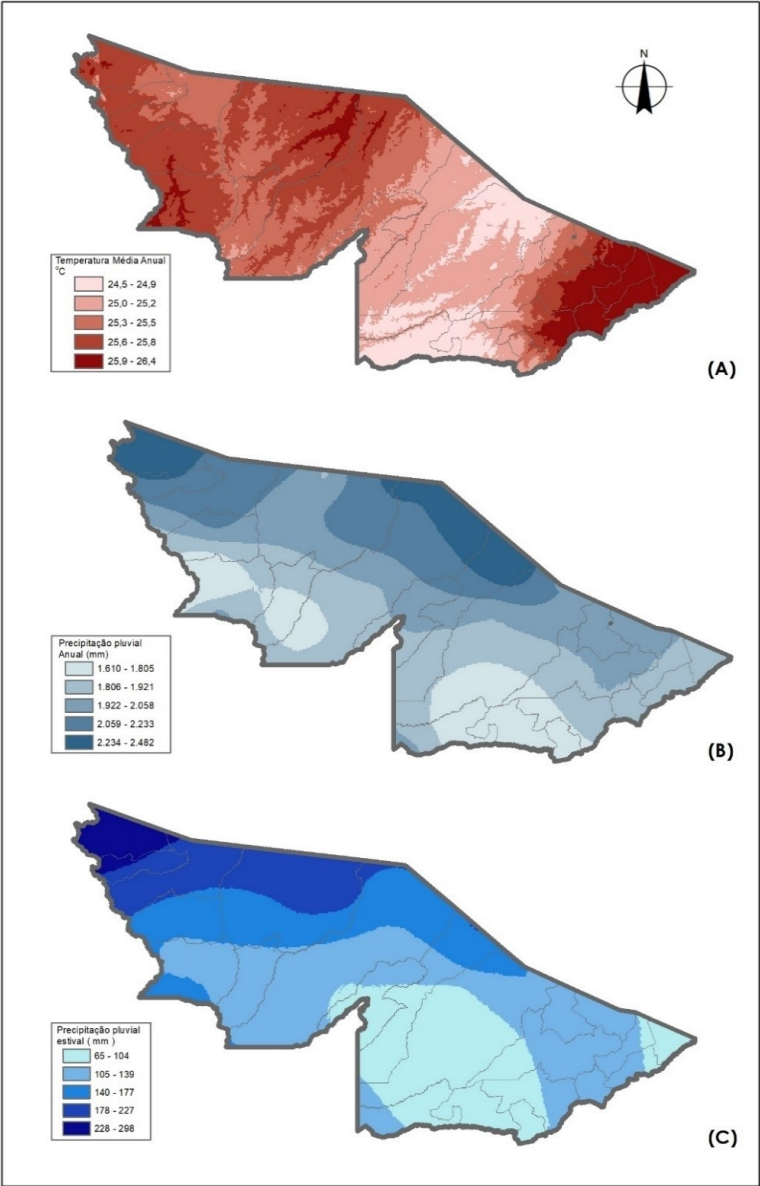 N
Temperatura Média Anual
°C
24,5 - 24,9
25,0 - 25,2
25,3 - 25,5
25,6 - 25,8
25,9 - 26,4
(A)
Precipitação pluvial
Anual (mm)
1.610 - 1.805
1.806 - 1.921
1.922 - 2.058
2.059 - 2.233
2.234 - 2.482
(B)
Precipitação pluvial
estival ( mm )
65 - 104
105 - 139
140 - 177
178 - 227
228 - 298
(C)